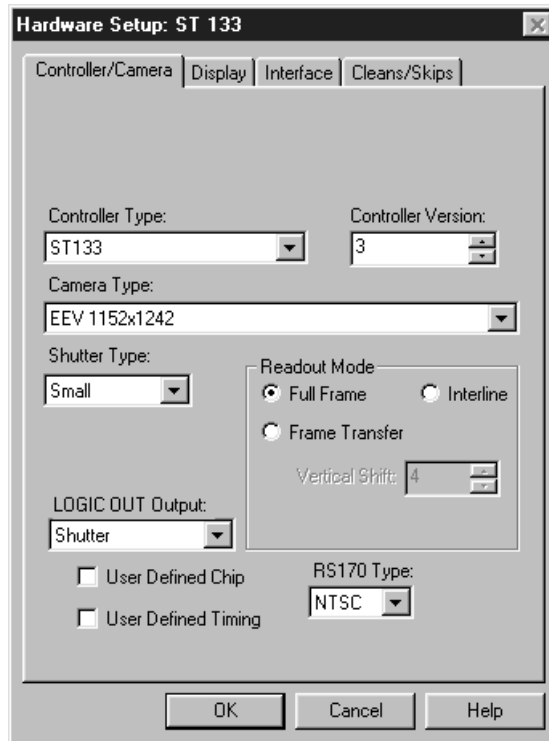 Hardware Setup: ST 133
Controller/Camera Display Interface Cleans/Skips
Controller Type: Controller Version:
ST133 3
Camera Type:
EEV 1152x1242
Shutter Type: Readout Mode
Small Full Frame Interline
Frame Transfer
Vertical Shift: 4
LOGIC OUT Output:
Shutter
User Defined Chip RS170 Type:
NTSC
User Defined Timing
OK Cancel Help